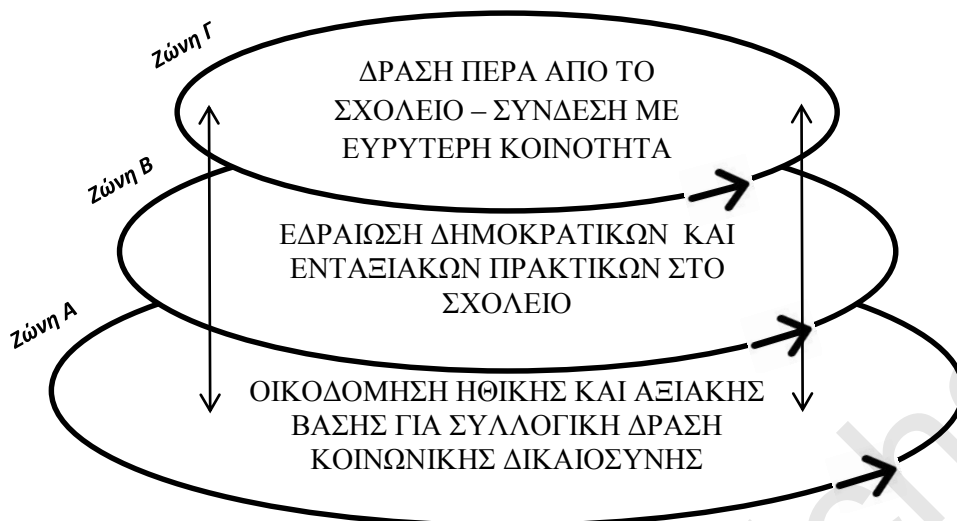 Ζώνη Γ
ΔΡΑΣΗ ΠΕΡΑ ΑΠΟ ΤΟ
ΣΧΟΛΕΙΟ – ΣΥΝΔΕΣΗ ΜΕ
ΕΥΡΥΤΕΡΗ ΚΟΙΝΟΤΗΤΑ
Ζώνη Β
ΕΔΡΑΙΩΣΗ ΔΗΜΟΚΡΑΤΙΚΩΝ ΚΑΙ
ΕΝΤΑΞΙΑΚΩΝ ΠΡΑΚΤΙΚΩΝ ΣΤΟ
ΣΧΟΛΕΙΟ
Ζώνη Α
ΟΙΚΟΔΟΜΗΣΗ ΗΘΙΚΗΣ ΚΑΙ ΑΞΙΑΚΗΣ
ΒΑΣΗΣ ΓΙΑ ΣΥΛΛΟΓΙΚΗ ΔΡΑΣΗ
ΚΟΙΝΩΝΙΚΗΣ ΔΙΚΑΙΟΣΥΝΗΣ